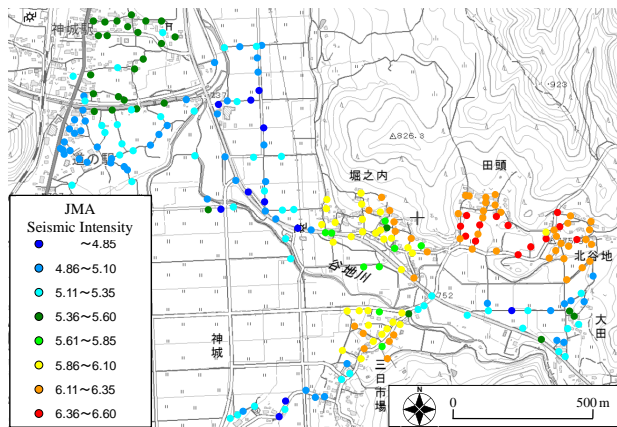 神城駅
737
道の駅
923
△826.3
田頭
堀之内
北谷地
谷地川
752
大田
神城
三日市場
JMA
Seismic Intensity
～4.85
4.86～5.10
5.11～5.35
5.36～5.60
5.61～5.85
5.86～6.10
6.11～6.35
6.36～6.60
N
0 500 m